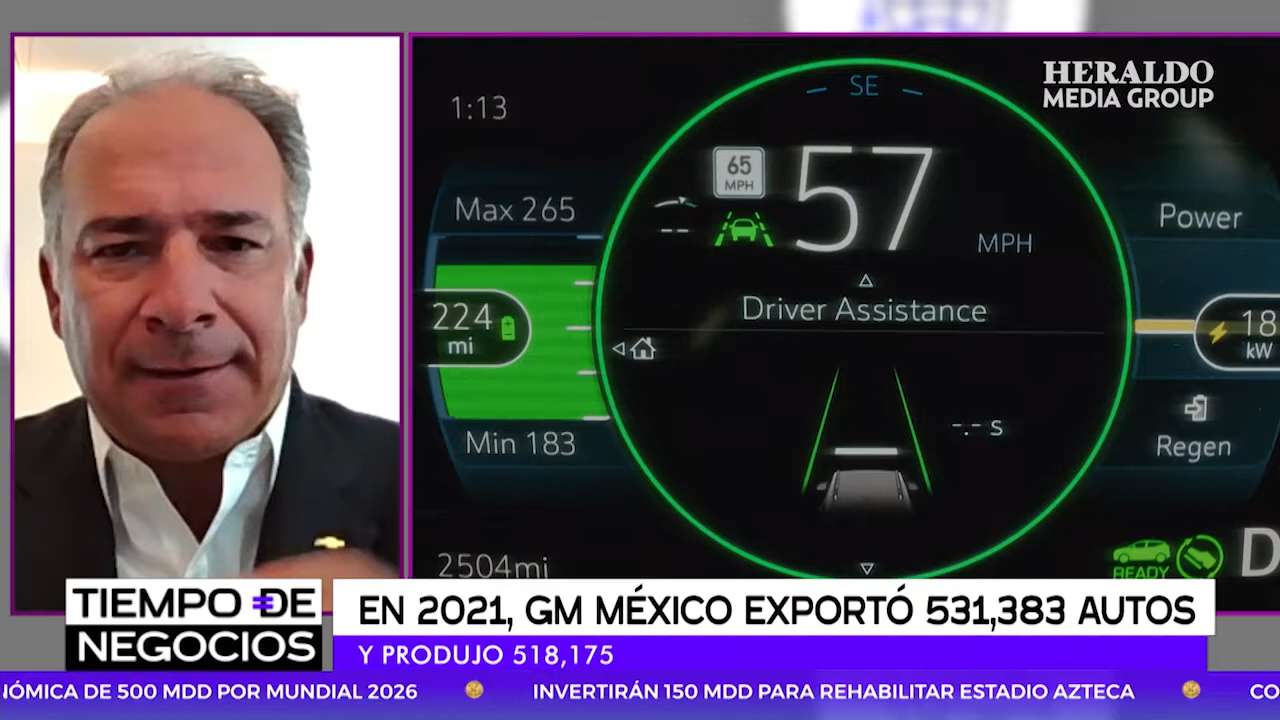 HERALDO
MEDIA GROUP
SE
1:13
65
MPH
57
MPH
Max 265
Power
Driver Assistance
224
mi
18
kW
-.- s
Min 183
Regen
2504mi
READY
D
TIEMPO DE
NEGOCIOS
EN 2021, GM MÉXICO EXPORTÓ 531,383 AUTOS
Y PRODUJO 518,175
NÓMICA DE 500 MDD POR MUNDIAL 2026
INVERTIRÁN 150 MDD PARA REHABILITAR ESTADIO AZTECA
CO